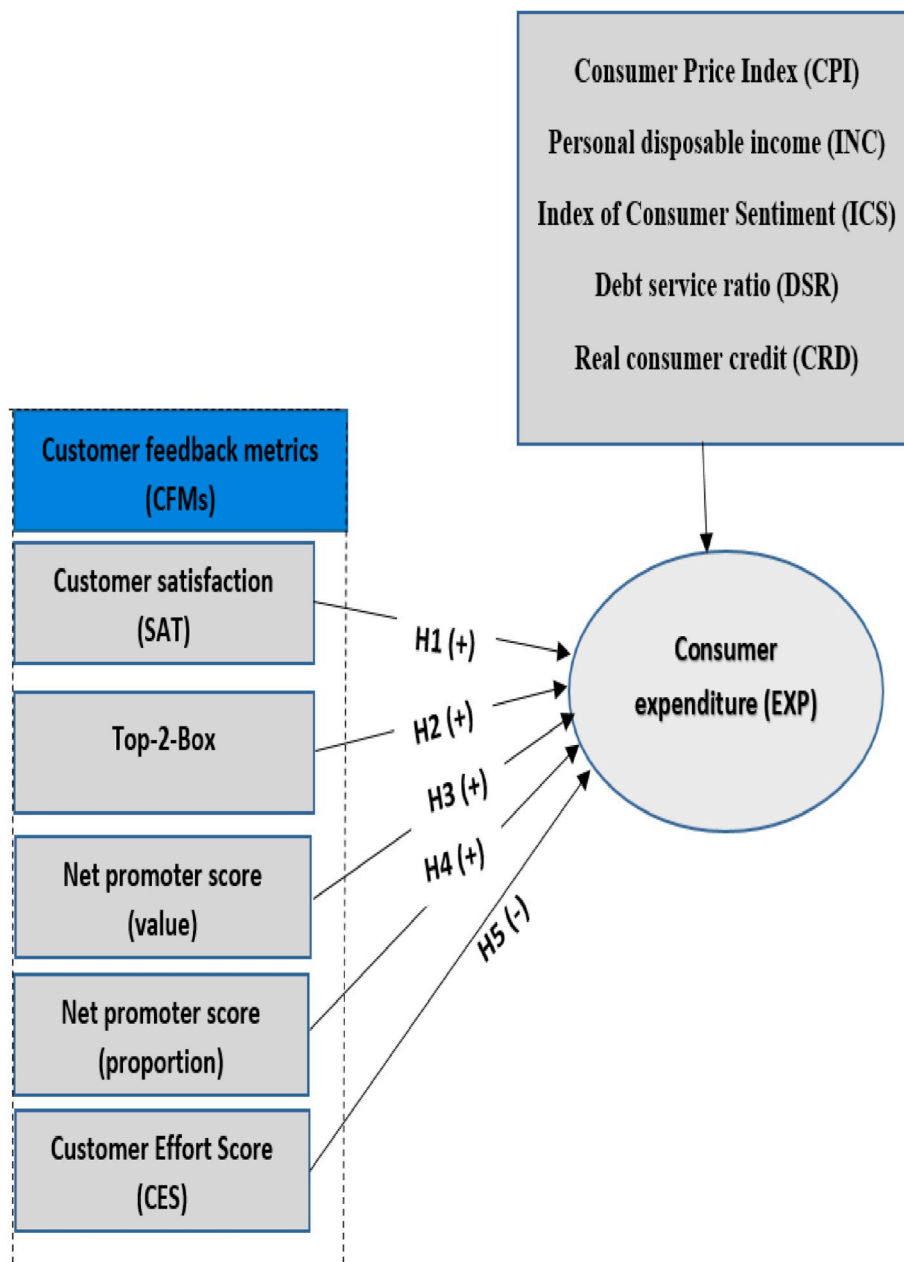 Consumer Price Index (CPI)
Personal disposable income (INC)
Index of Consumer Sentiment (ICS)
Debt service ratio (DSR)
Real consumer credit (CRD)
Customer feedback metrics
(CFMs)
Customer satisfaction
(SAT)
Top-2-Box
Net promoter score
(value)
Net promoter score
(proportion)
Customer Effort Score
(CES)
H1 (+)
H2 (+)
H3 (+)
H4 (+)
H5 (-)
Consumer
expenditure (EXP)